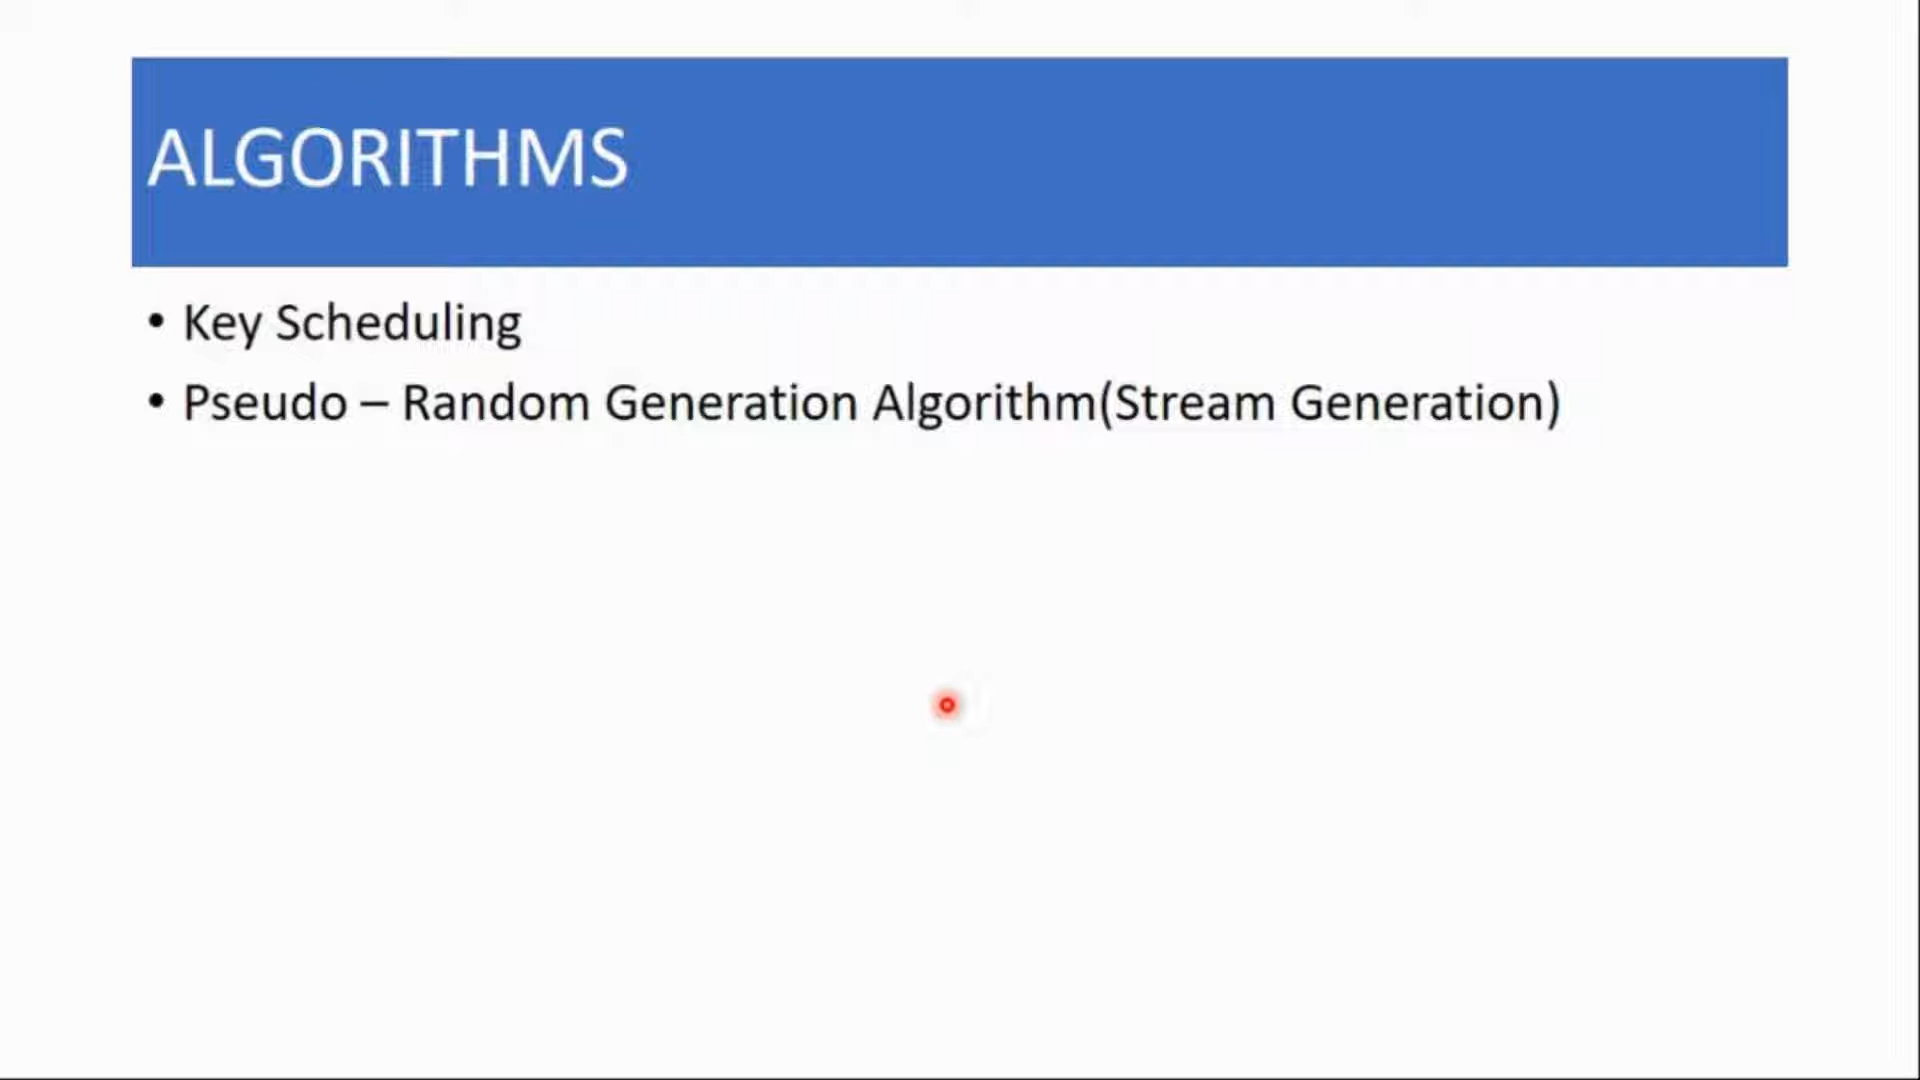 ALGORITHMS
• Key Scheduling
• Pseudo – Random Generation Algorithm(Stream Generation)